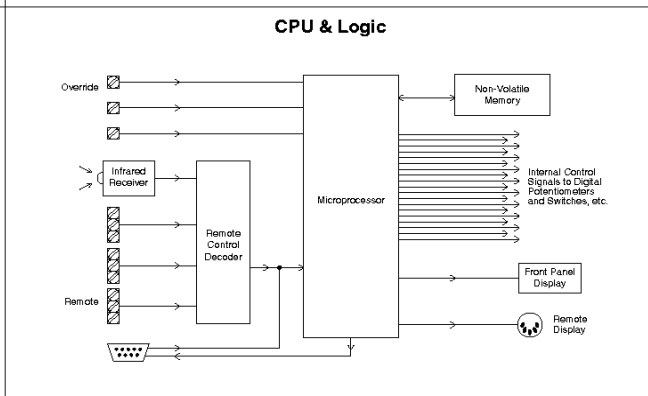 CPU & Logic
Override
Non-Volatile
Memory
Infrared
Receiver
Internal Control
Signals to Digital
Potentiometers
and Switches, etc.
Microprocessor
Remote
Control
Decoder
Front Panel
Display
Remote
Remote
Display